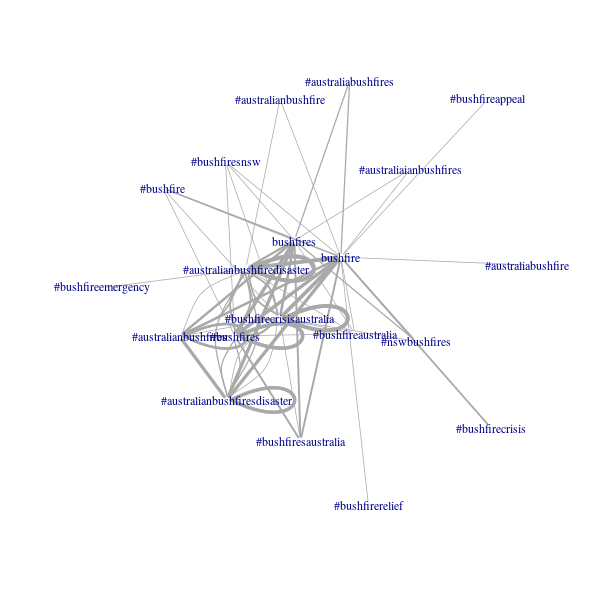 #australiabushfires
#australianbushfire
#bushfireappeal
#bushfiresnsw
#australiaianbushfires
#bushfire
bushfires
bushfire
#australianbushfiredisaster
#australiabushfire
#bushfireemergency
#bushfirecrisisaustralia
#australianbushfires
#bushfires
#bushfireaustralia
#nswbushfires
#australianbushfiresdisaster
#bushfirecrisis
#bushfiresaustralia
#bushfirerelief